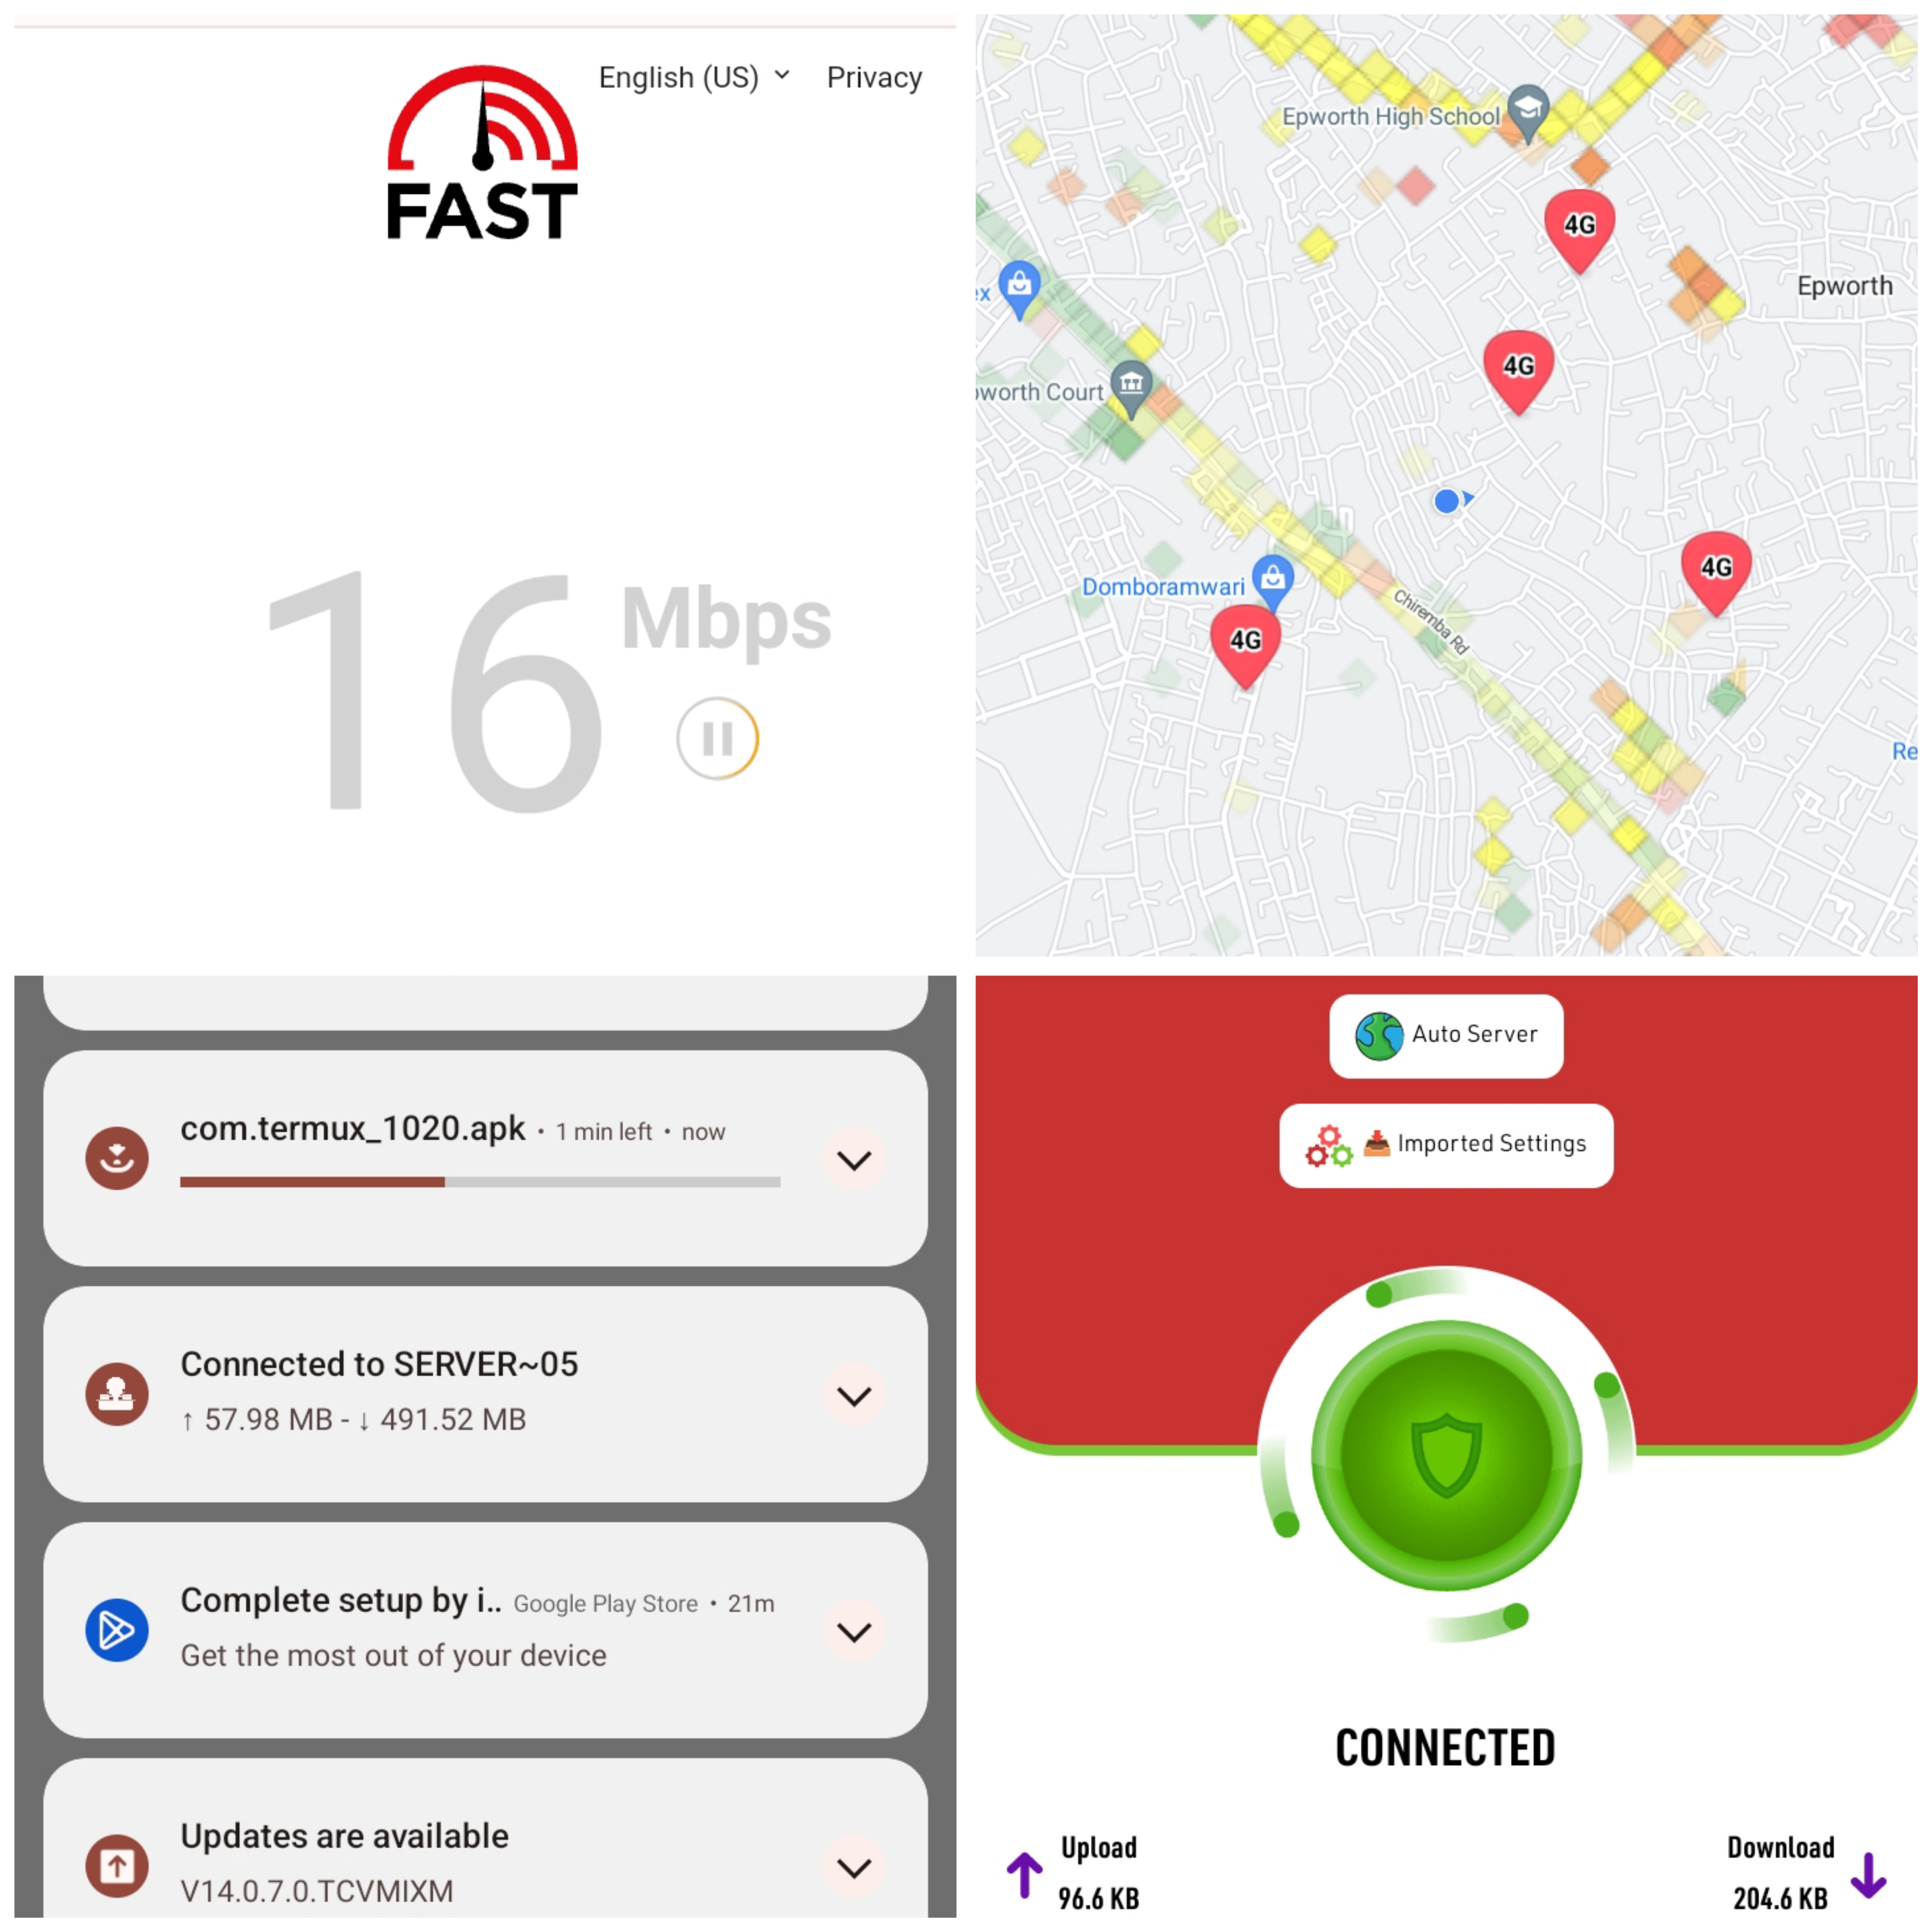 English (US) Privacy
FAST
16 Mbps
Epworth High School
4G
Epworth
x
4G
worth Court
4G
Domboramwari
4G
Chiremba Rd
Re
com.termux_1020.apk • 1 min left • now
Connected to SERVER~05
↑ 57.98 MB - ↓ 491.52 MB
Complete setup by i.. Google Play Store • 21m
Get the most out of your device
Updates are available
V14.0.7.0.TCVMIXM
Auto Server
Imported Settings
CONNECTED
Upload
96.6 KB
Download
204.6 KB